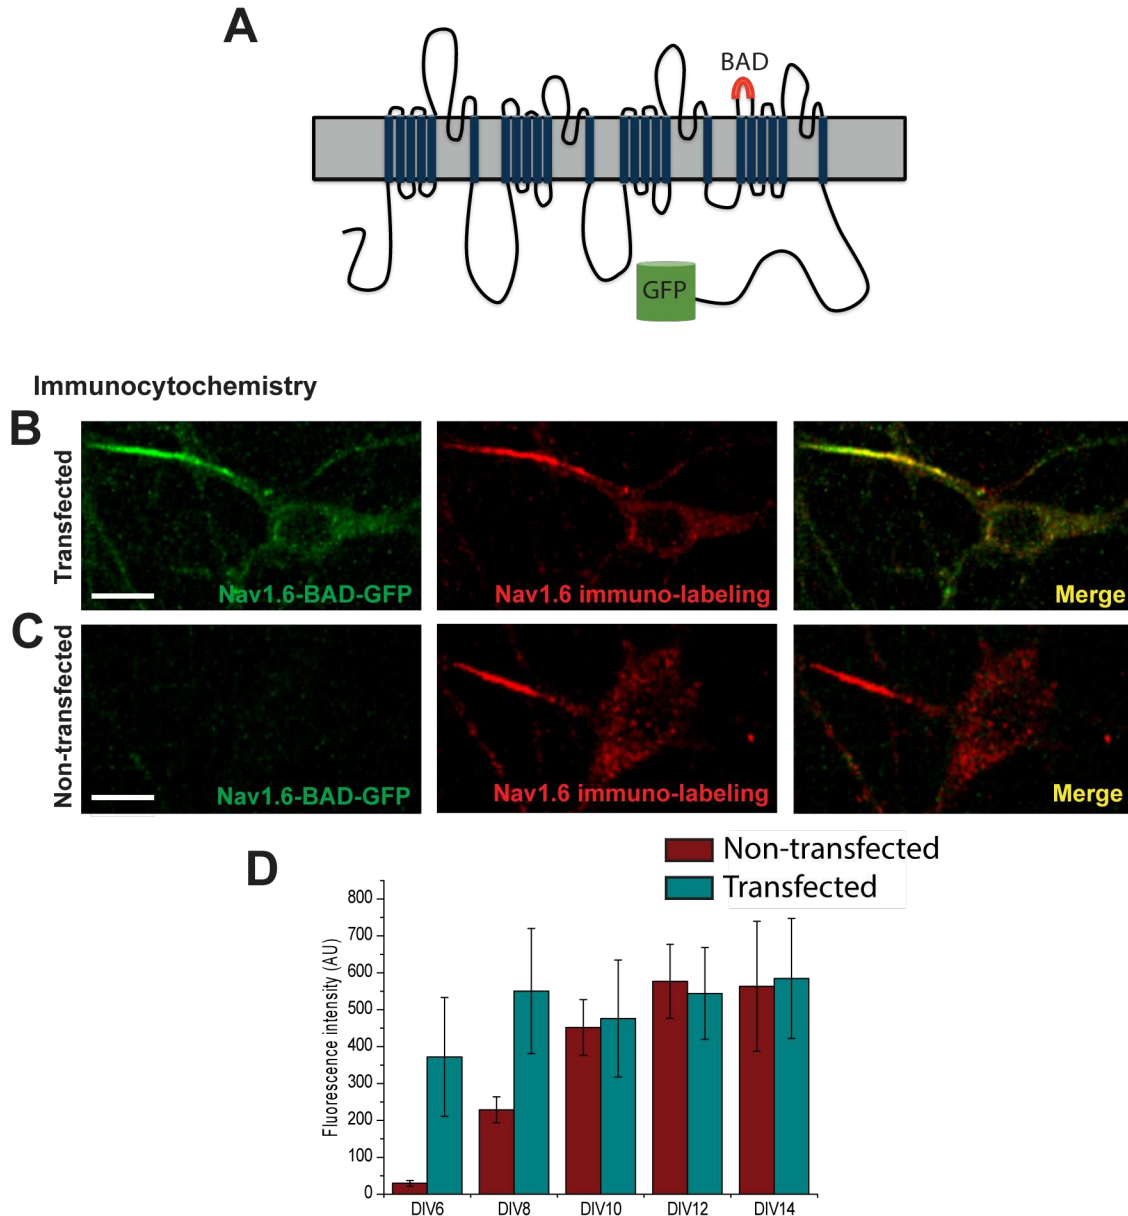 A
BAD
GFP
Immunocytochemistry
B
Transfected
Nav1.6-BAD-GFP
Nav1.6 immuno-labeling
Merge
C
Non-transfected
Nav1.6-BAD-GFP
Nav1.6 immuno-labeling
Merge
D
Non-transfected
Transfected
Fluorescence intensity (AU)
800
700
600
500
400
300
200
100
0
DIV6 DIV8 DIV10 DIV12 DIV14